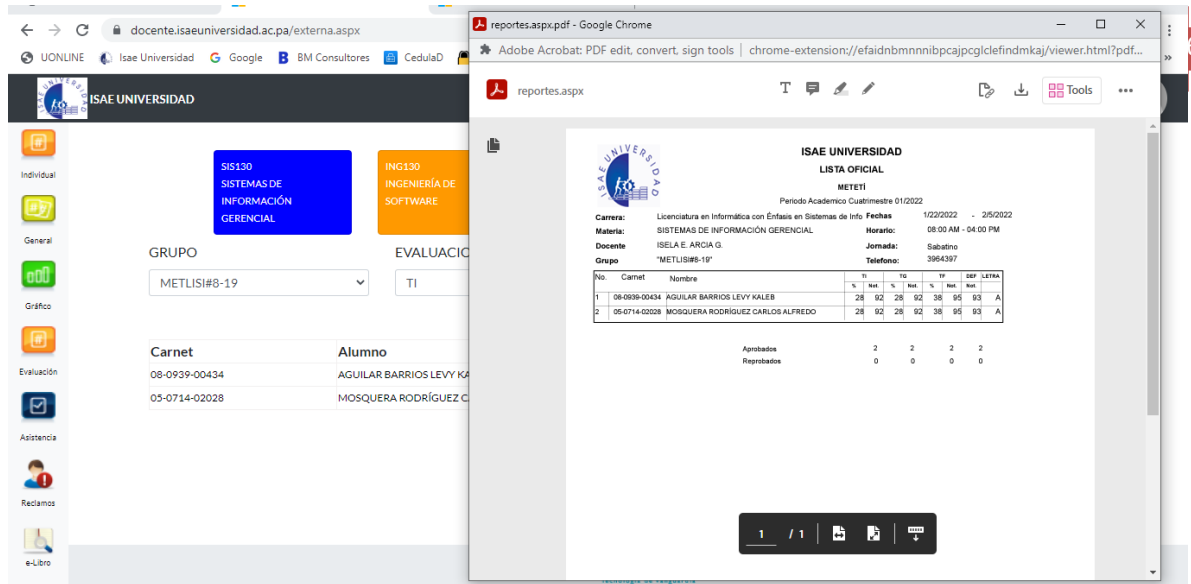 docente.isaeuniversidad.ac.pa/externa.aspx
UONLINE Isae Universidad Google BM Consultores CedulaD
ISAE UNIVERSIDAD
Individual
General
Gráfico
Evaluación
Asistencia
Reclamos
e-Libro
SIS130
SISTEMAS DE
INFORMACIÓN
GERENCIAL
ING130
INGENIERÍA DE
SOFTWARE
GRUPO
EVALUACIO
METLISI#8-19
TI
Carnet Alumno
08-0939-00434 AGUILAR BARRIOS LEVY KA
05-0714-02028 MOSQUERA RODRÍGUEZ C
reportes.aspx.pdf - Google Chrome
Adobe Acrobat: PDF edit, convert, sign tools | chrome-extension://efaidnbmnnnibpcajpcglclefindmkaj/viewer.html?pdf...
reportes.aspx
Tools
ISAE UNIVERSIDAD
ISAE UNIVERSIDAD
LISTA OFICIAL
METETÍ
Periodo Academico Cuatrimestre 01/2022
Carrera: Licenciatura en Informática con Énfasis en Sistemas de Info Fechas 1/22/2022 - 2/5/2022
Materia: SISTEMAS DE INFORMACIÓN GERENCIAL Horario: 08:00 AM - 04:00 PM
Docente ISELA E. ARCIA G. Jornada: Sabatino
Grupo "METLISI#8-19" Telefono: 3964397
No. Carnet Nombre TI TG TF DEF LETRA
% Not. % Not. % Not. Not.
1 08-0939-00434 AGUILAR BARRIOS LEVY KALEB 28 92 28 92 38 95 93 A
2 05-0714-02028 MOSQUERA RODRÍGUEZ CARLOS ALFREDO 28 92 28 92 38 95 93 A
Aprobados 2 2 2 2
Reprobados 0 0 0 0
1 / 1